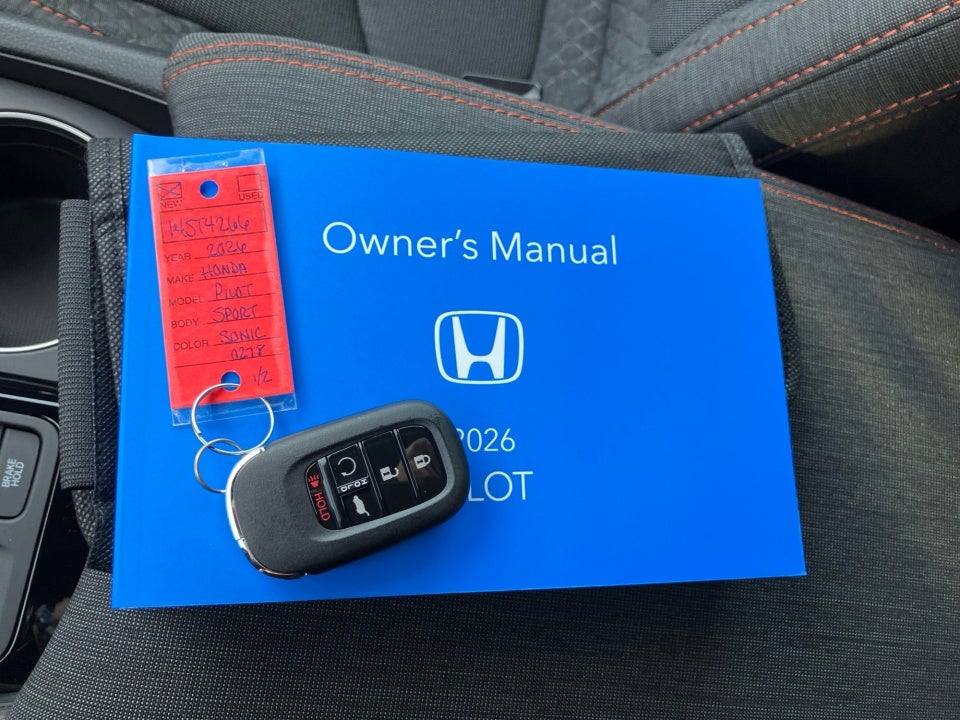 NEW USED
YEAR 2026
MAKE HONDA
MODEL PILOT
BODY SPORT
COLOR SONIC
0278
1/2
Owner's Manual
2026
LOT
HOLD
HOLD
BRAKE
HOLD